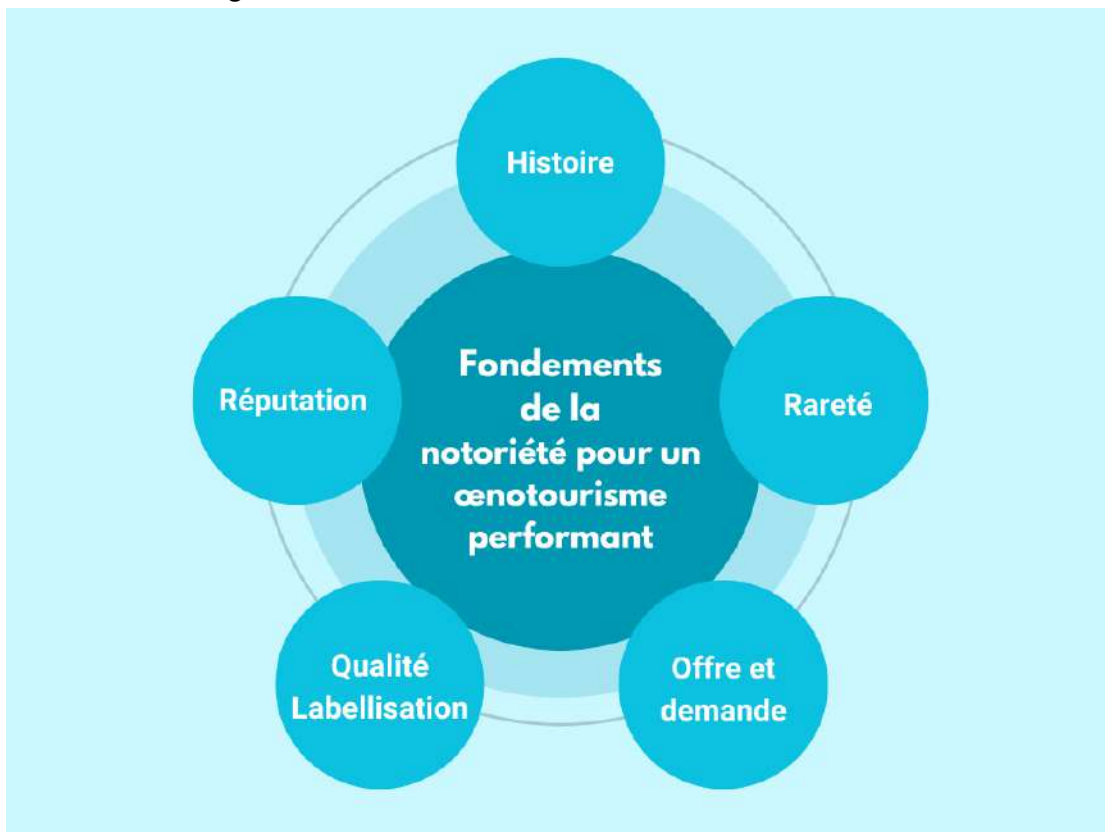 Histoire
Réputation
Fondements
de la
notoriété pour un
œnotourisme
performant
Rareté
Qualité
Labellisation
Offre et
demande